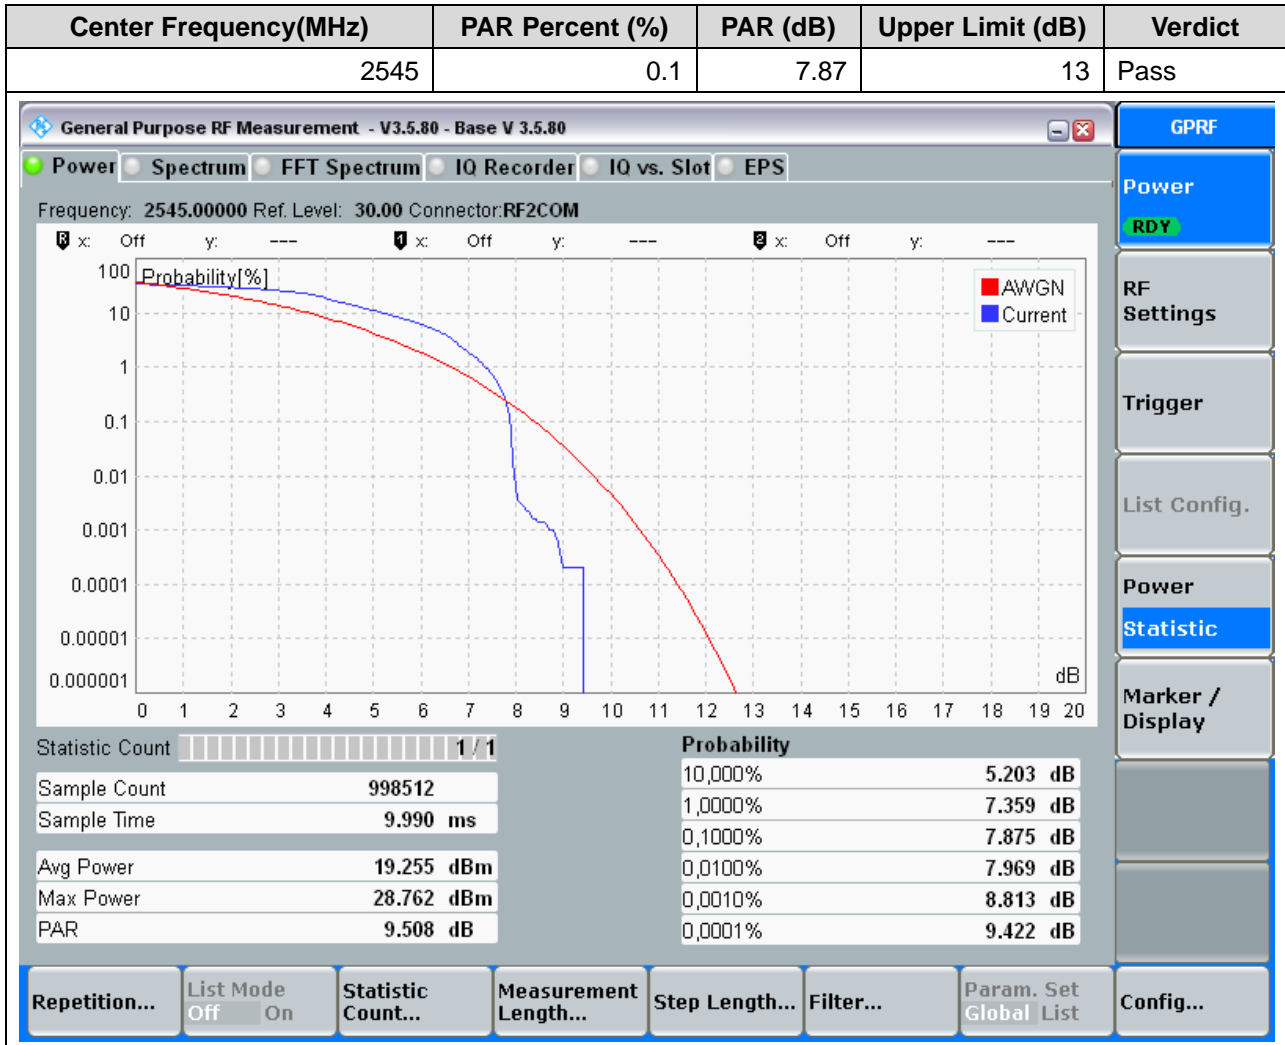 Center Frequency(MHz) PAR Percent (%) PAR (dB) Upper Limit (dB) Verdict
2545 0.1 7.87 13 Pass
General Purpose RF Measurement - V3.5.80 - Base V 3.5.80
GPRF
Power Spectrum FFT Spectrum IQ Recorder IQ vs. Slot EPS
Frequency: 2545.00000 Ref. Level: 30.00 Connector:RF2COM
R x: Off y: --- 1 x: Off y: --- 2 x: Off y: ---
Probability[%]
100
10
1
0.1
0.01
0.001
0.0001
0.00001
0.000001
AWGN
Current
dB
0 1 2 3 4 5 6 7 8 9 10 11 12 13 14 15 16 17 18 19 20
Statistic Count 1 / 1
Sample Count 998512
Sample Time 9.990 ms
Avg Power 19.255 dBm
Max Power 28.762 dBm
PAR 9.508 dB
Probability
10,000% 5.203 dB
1,0000% 7.359 dB
0,1000% 7.875 dB
0,0100% 7.969 dB
0,0010% 8.813 dB
0,0001% 9.422 dB
Power
RDY
RF
Settings
Trigger
List Config.
Power
Statistic
Marker /
Display
Repetition...
List Mode
Off On
Statistic
Count...
Measurement
Length...
Step Length...
Filter...
Param. Set
Global List
Config...